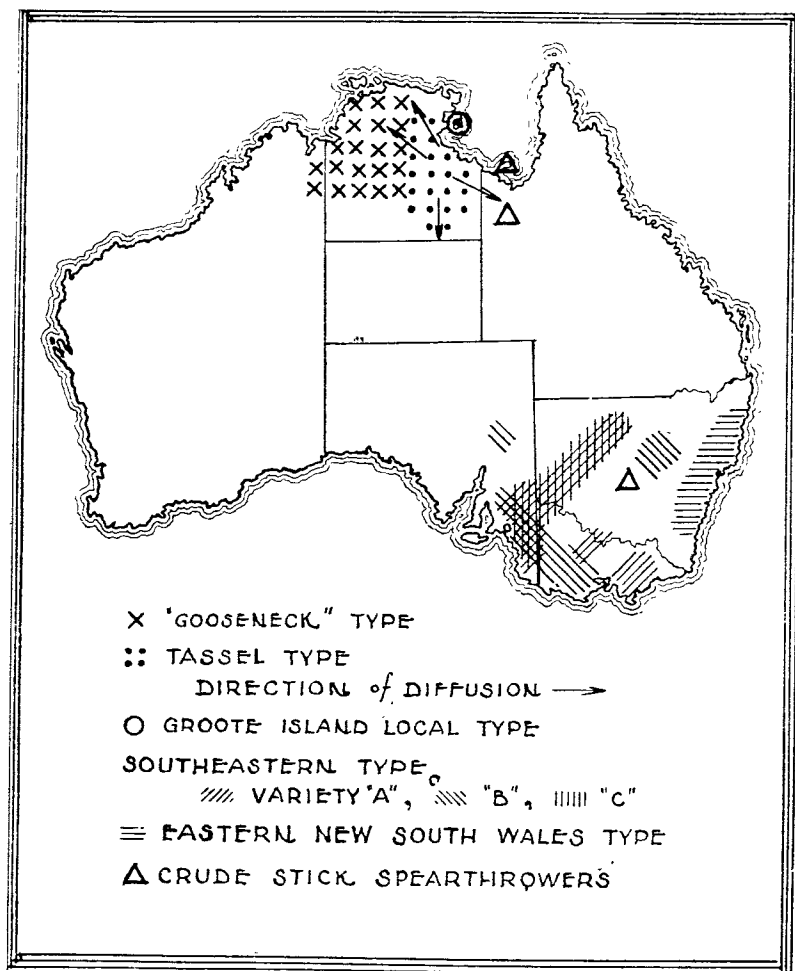 "GOOSENECK" TYPE
TASSEL TYPE
DIRECTION of DIFFUSION
GROOTE ISLAND LOCAL TYPE
SOUTHEASTERN TYPE,
VARIETY "A", "B", "C"
EASTERN NEW SOUTH WALES TYPE
CRUDE STICK SPEARTHROWERS